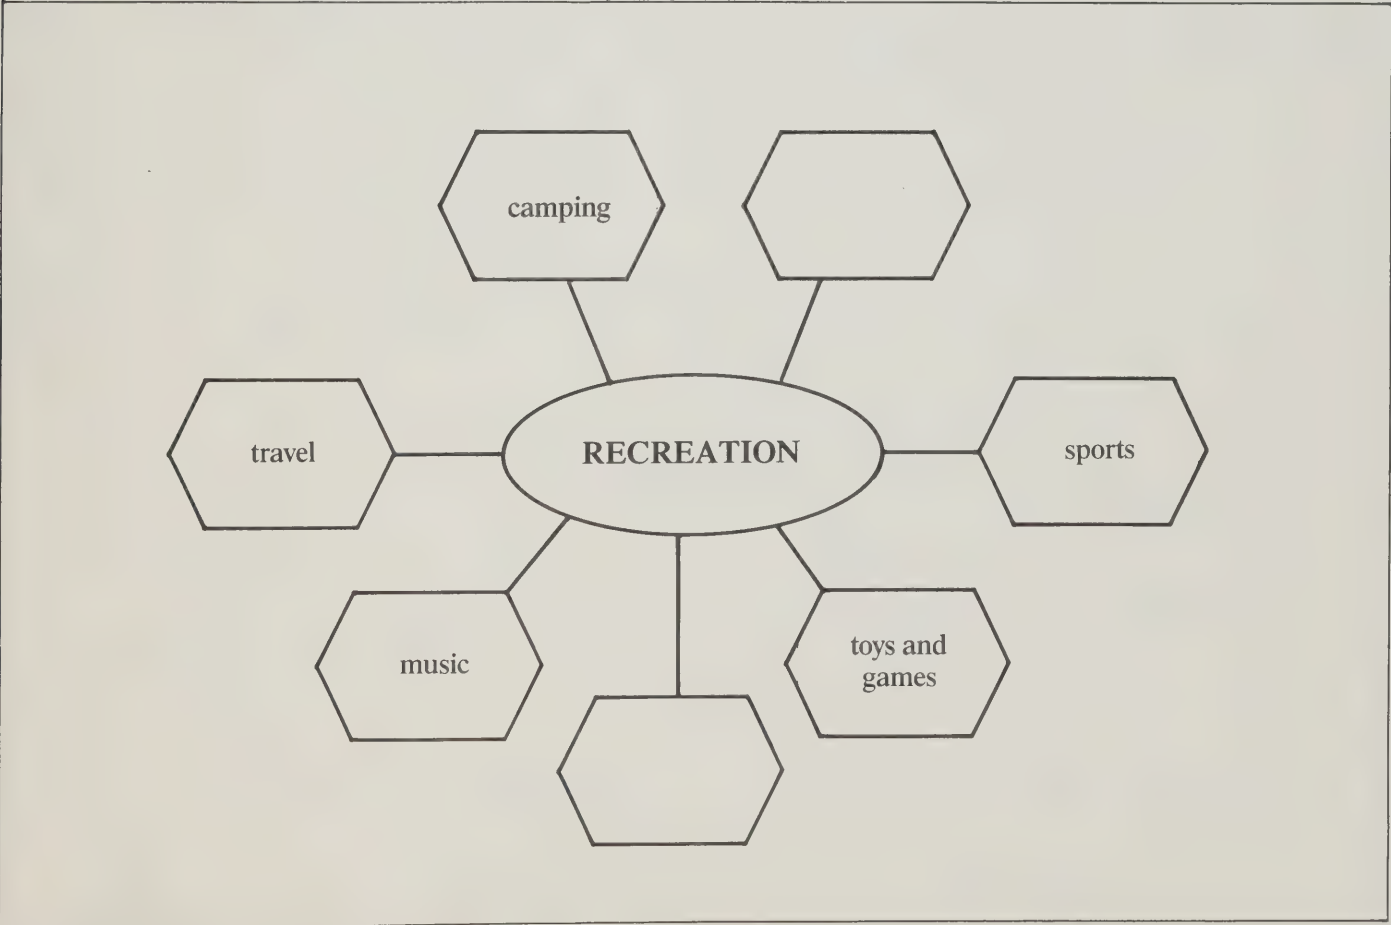 camping
travel
RECREATION
sports
music
toys and
games